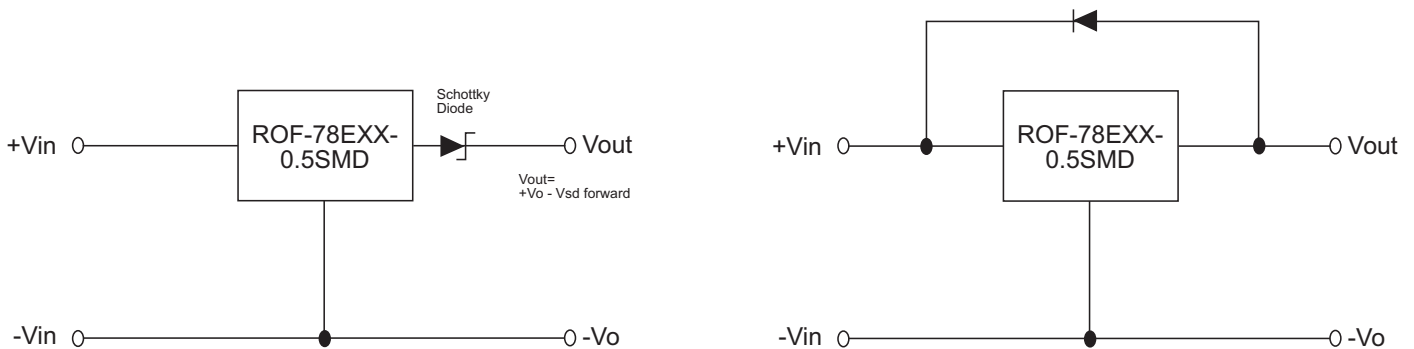 Schottky
Diode
+Vin
ROF-78EXX-
0.5SMD
Vout
Vout=
+Vo - Vsd forward
-Vin
-Vo
+Vin
ROF-78EXX-
0.5SMD
Vout
-Vin
-Vo